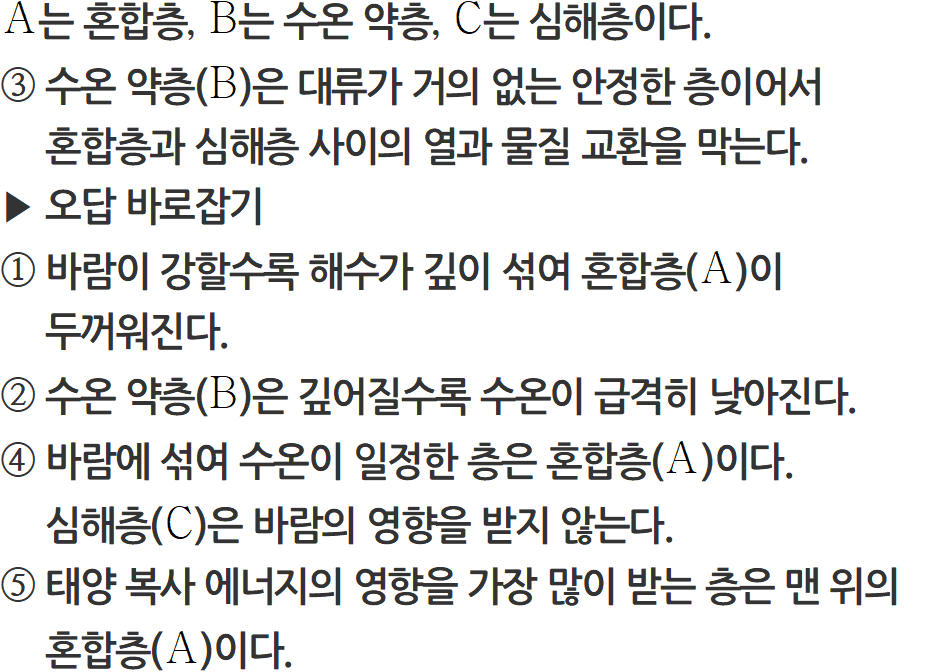 A는 혼합층, B는 수온 약층, C는 심해층이다.
③ 수온 약층(B)은 대류가 거의 없는 안정한 층이어서
혼합층과 심해층 사이의 열과 물질 교환을 막는다.
▶ 오답 바로잡기
① 바람이 강할수록 해수가 깊이 섞여 혼합층(A)이
두꺼워진다.
② 수온 약층(B)은 깊어질수록 수온이 급격히 낮아진다.
④ 바람에 섞여 수온이 일정한 층은 혼합층(A)이다.
심해층(C)은 바람의 영향을 받지 않는다.
⑤ 태양 복사 에너지의 영향을 가장 많이 받는 층은 맨 위의
혼합층(A)이다.